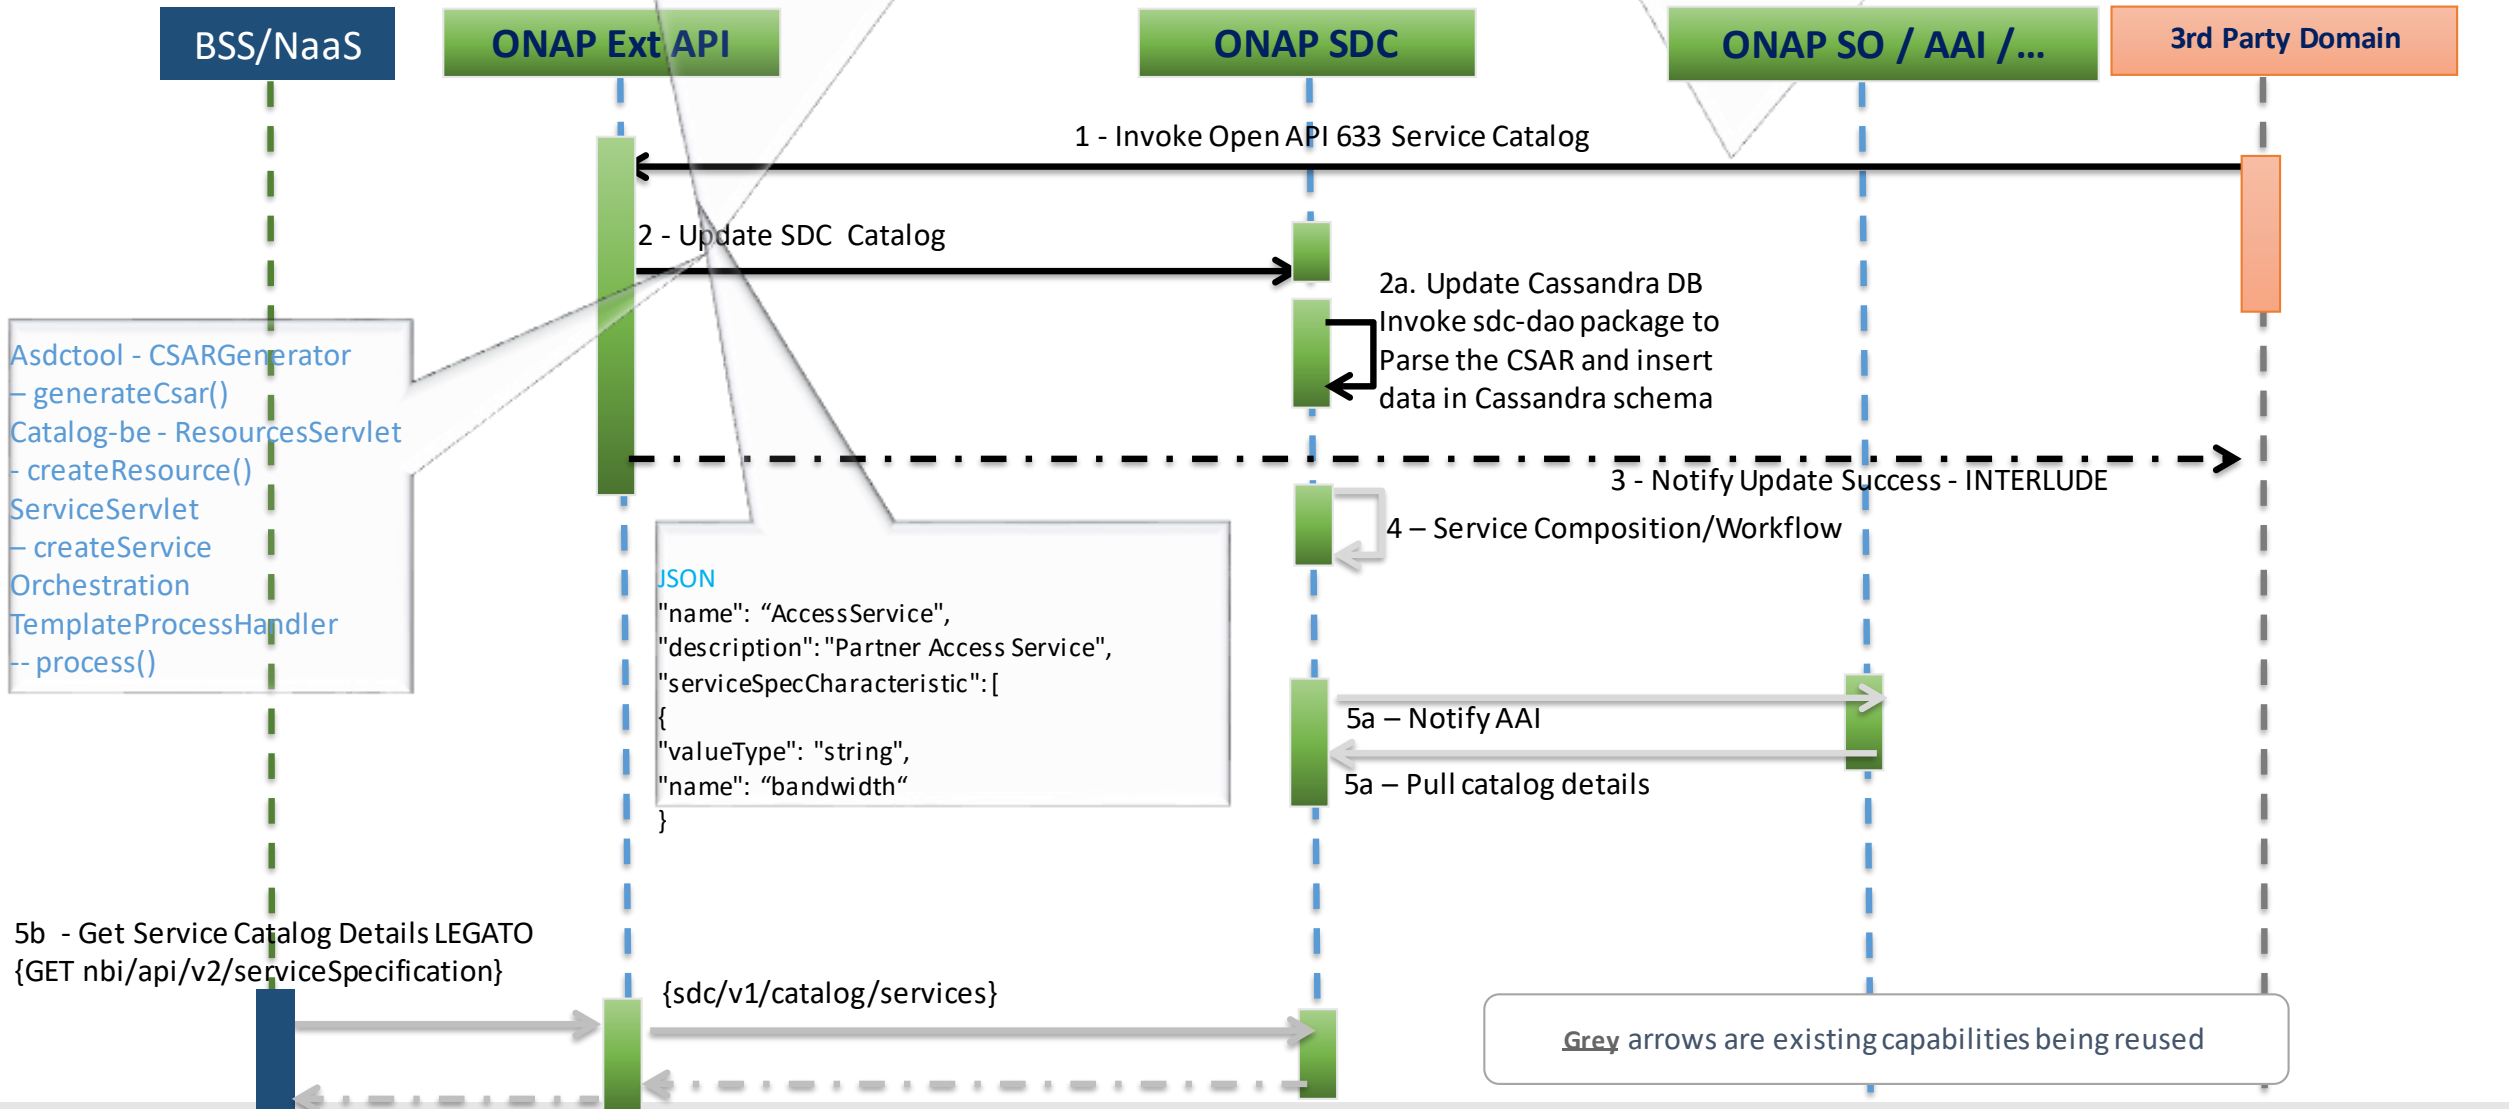 BSS/NaaS
ONAP Ext API
ONAP SDC
ONAP SO / AAI /...
3rd Party Domain
1 - Invoke Open API 633 Service Catalog
2 - Update SDC Catalog
2a. Update Cassandra DB
Invoke sdc-dao package to
Parse the CSAR and insert
data in Cassandra schema
Asdctool - CSARGenerator
– generateCsar()
Catalog-be - ResourcesServlet
- createResource()
ServiceServlet
– createService
Orchestration
TemplateProcessHandler
-- process()
3 - Notify Update Success - INTERLUDE
4 – Service Composition/Workflow
JSON
"name": “AccessService",
"description": "Partner Access Service",
"serviceSpecCharacteristic": [
{
"valueType": "string",
"name": “bandwidth“
}
5a – Notify AAI
5a – Pull catalog details
5b - Get Service Catalog Details LEGATO
{GET nbi/api/v2/serviceSpecification}
{sdc/v1/catalog/services}
Grey arrows are existing capabilities being reused